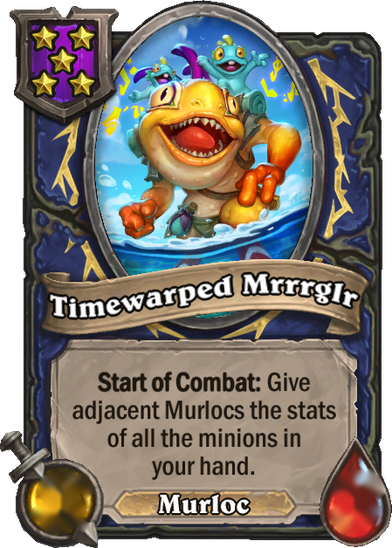 Timewarped Mrrrglr
Start of Combat: Give
adjacent Murlocs the stats
of all the minions in
your hand.
Murloc